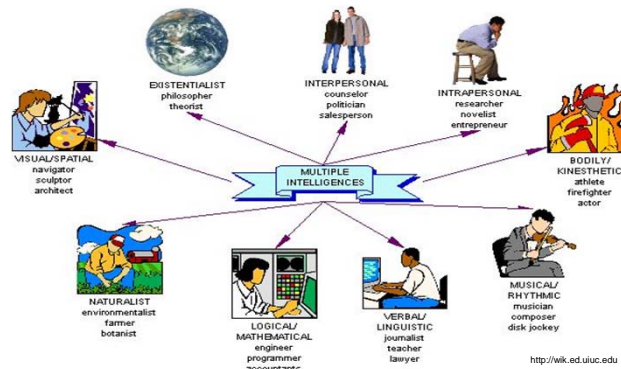 EXISTENTIALIST
philosopher
theorist
INTERPERSONAL
counselor
politician
salesperson
INTRAPERSONAL
researcher
novelist
entrepreneur
VISUAL/SPATIAL
navigator
sculptor
architect
MULTIPLE
INTELLIGENCES
BODILY/
KINESTHETIC
athlete
firefighter
actor
NATURALIST
environmentalist
farmer
botanist
LOGICAL/
MATHEMATICAL
engineer
programmer
accountants
VERBAL/
LINGUISTIC
journalist
teacher
lawyer
MUSICAL/
RHYTHMIC
musician
composer
disk jockey
http://wik.ed.uiuc.edu